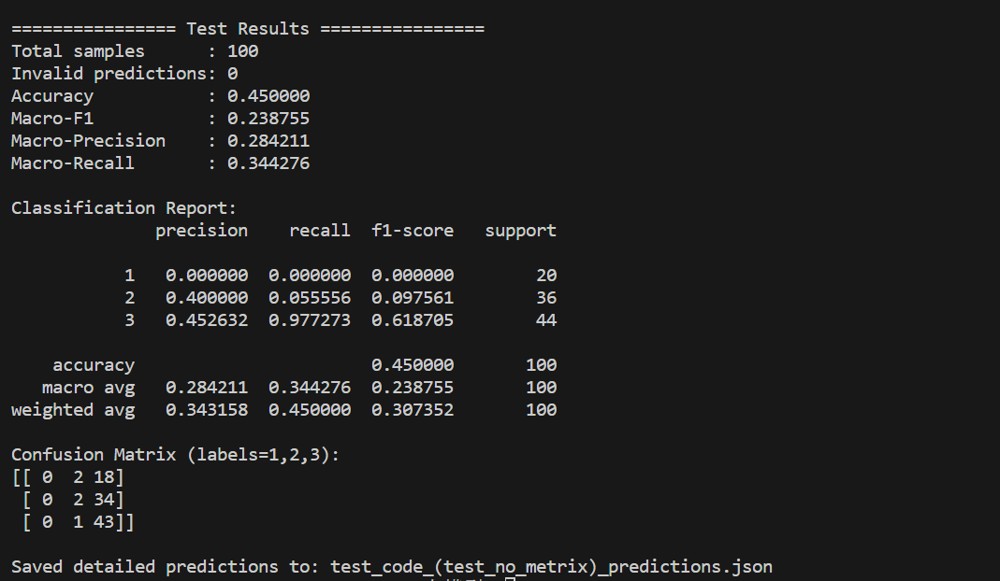 ================ Test Results ================
Total samples      : 100
Invalid predictions: 0
Accuracy           : 0.450000
Macro-F1           : 0.238755
Macro-Precision    : 0.284211
Macro-Recall       : 0.344276
Classification Report:
              precision    recall  f1-score   support
           1   0.000000  0.000000  0.000000        20
           2   0.400000  0.055556  0.097561        36
           3   0.452632  0.977273  0.618705        44
    accuracy                       0.450000       100
   macro avg   0.284211  0.344276  0.238755       100
weighted avg   0.343158  0.450000  0.307352       100
Confusion Matrix (labels=1,2,3):
[[ 0  2 18]
 [ 0  2 34]
 [ 0  1 43]]
Saved detailed predictions to: test_code_(test_no_metrix)_predictions.json